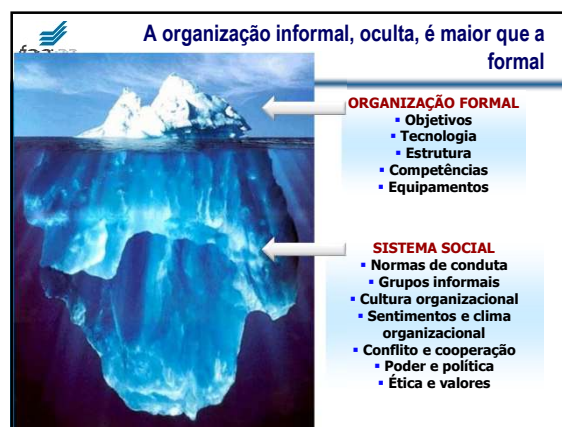 A organização informal, oculta, é maior que a
formal
ORGANIZAÇÃO FORMAL
▪ Objetivos
▪ Tecnologia
▪ Estrutura
▪ Competências
▪ Equipamentos
SISTEMA SOCIAL
▪ Normas de conduta
▪ Grupos informais
▪ Cultura organizacional
▪ Sentimentos e clima
organizacional
▪ Conflito e cooperação
▪ Poder e política
▪ Ética e valores